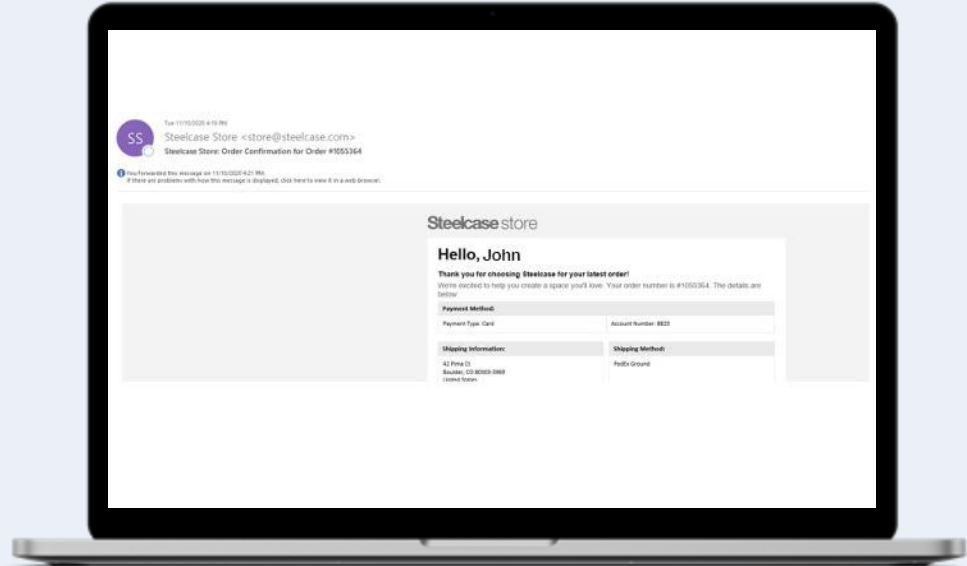 Tue 11/10/2020 4:19 PM
SS
Steelcase Store <store@steelcase.com>
Steelcase Store: Order Confirmation for Order #1055364
You forwarded this message on 11/10/2020 4:21 PM.
If there are problems with how this message is displayed, click here to view it in a web browser.
Steelcase store
Hello, John
Thank you for choosing Steelcase for your latest order!
We're excited to help you create a space you'll love. Your order number is #1055364. The details are
below:
Payment Method:
Payment Type: Card
Account Number: 8820
Shipping Information:
Shipping Method:
42 Pima Ct
FedEx Ground
Boulder, CO
United States